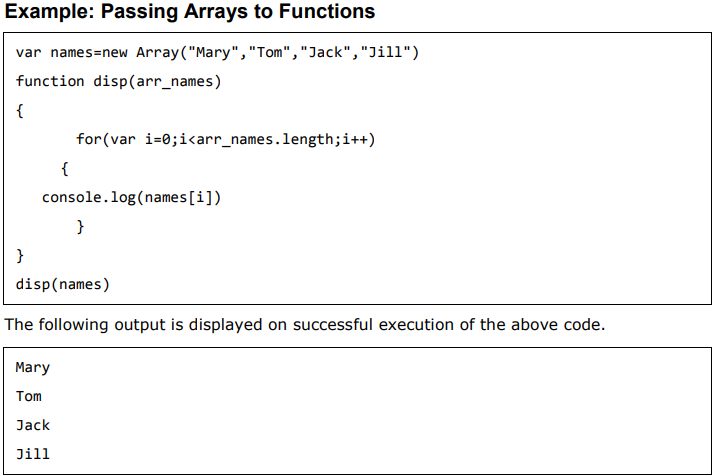 Example: Passing Arrays to Functions
var names=new Array("Mary","Tom","Jack","Jill")
function disp(arr_names)
{
for(var i=0;i<arr_names.length;i++)
{
console.log(names[i])
}
}
disp(names)
The following output is displayed on successful execution of the above code.
Mary
Tom
Jack
Jill